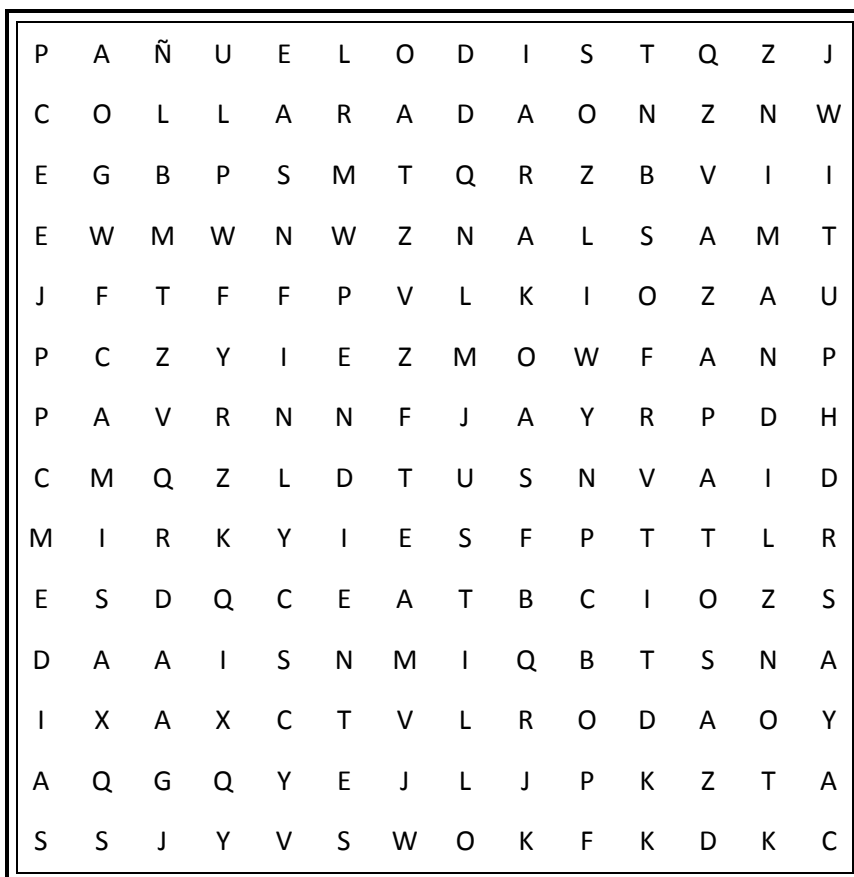 P A Ñ U E L O D I S T Q Z J
C O L L A R A D A O N Z N W
E G B P S M T Q R Z B V I I
E W M W N W Z N A L S A M T
J F T F F P V L K I O Z A U
P C Z Y I E Z M O W F A N P
P A V R N N F J A Y R P D H
C M Q Z L D T U S N V A I D
M I R K Y I E S F P T T L R
E S D Q C E A T B C I O Z S
D A A I S N M I Q B T S N A
I X A X C T V L R O D A O Y
A Q G Q Y E J L J P K Z T A
S S J Y V S W O K F K D K C